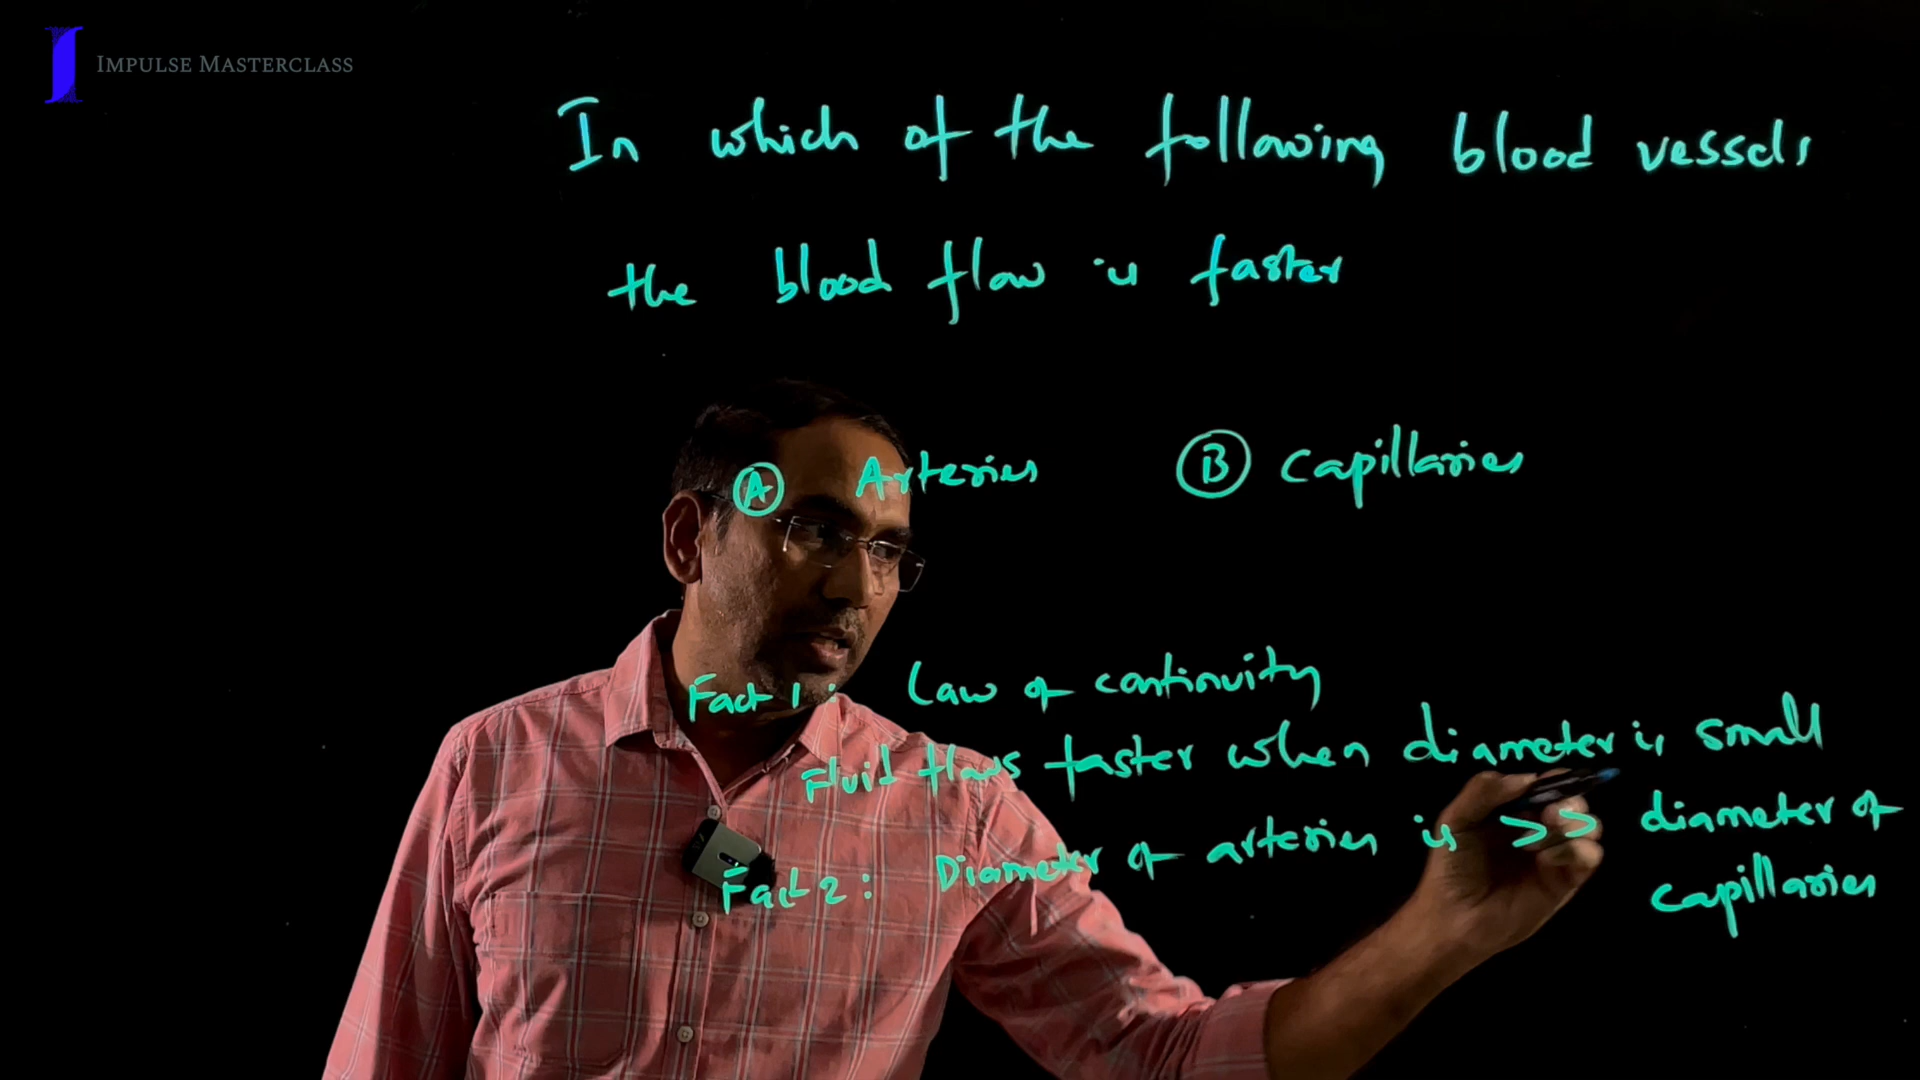 IMPULSE MASTERCLASS
In which of the following blood vessels
the blood flow is faster
A Arteries B Capillaries
Fact 1: Law of continuity
Fluid flows faster when diameter is small
Fact 2: Diameter of arteries is >> diameter of
capillaries